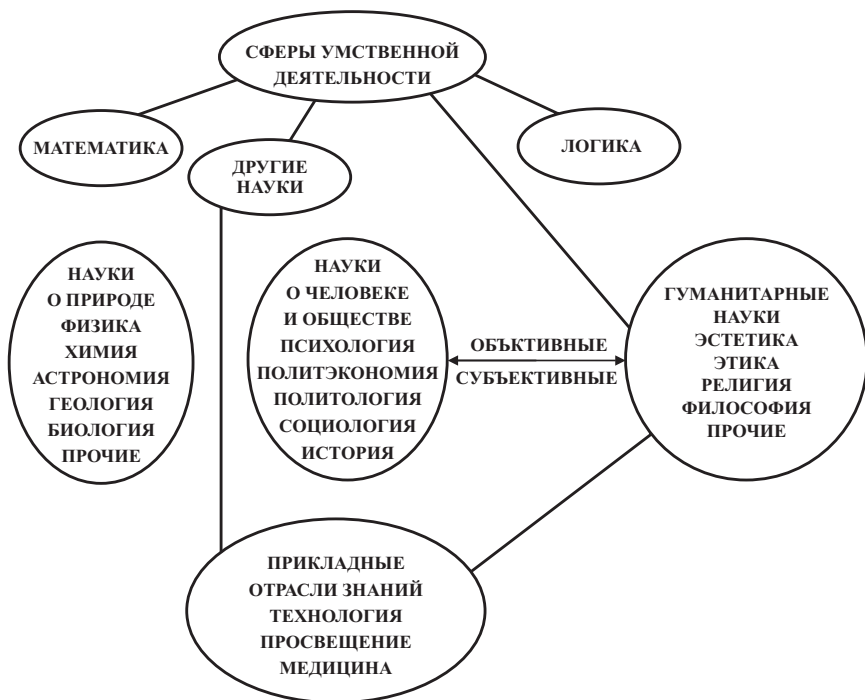 СФЕРЫ УМСТВЕННОЙ
ДЕЯТЕЛЬНОСТИ
МАТЕМАТИКА
ДРУГИЕ
НАУКИ
ЛОГИКА
НАУКИ
О ПРИРОДЕ
ФИЗИКА
ХИМИЯ
АСТРОНОМИЯ
ГЕОЛОГИЯ
БИОЛОГИЯ
ПРОЧИЕ
НАУКИ
О ЧЕЛОВЕКЕ
И ОБЩЕСТВЕ
ПСИХОЛОГИЯ
ПОЛИТЭКОНОМИЯ
ПОЛИТОЛОГИЯ
СОЦИОЛОГИЯ
ИСТОРИЯ
ОБЪКТИВНЫЕ
СУБЪЕКТИВНЫЕ
ГУМАНИТАРНЫЕ
НАУКИ
ЭСТЕТИКА
ЭТИКА
РЕЛИГИЯ
ФИЛОСОФИЯ
ПРОЧИЕ
ПРИКЛАДНЫЕ
ОТРАСЛИ ЗНАНИЙ
ТЕХНОЛОГИЯ
ПРОСВЕЩЕНИЕ
МЕДИЦИНА